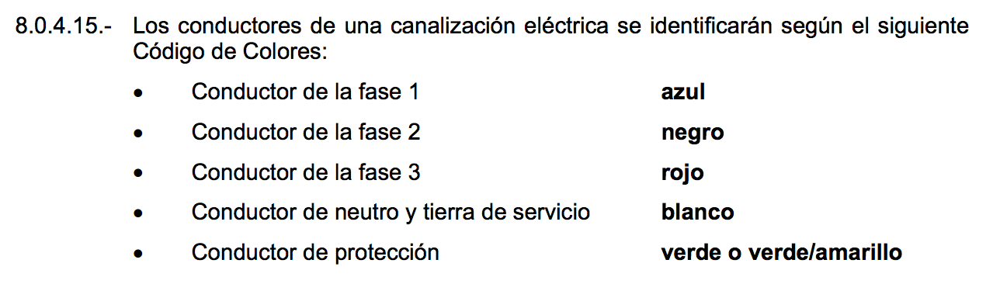 8.0.4.15.- Los conductores de una canalización eléctrica se identificarán según el siguiente
Código de Colores:
• Conductor de la fase 1 azul
• Conductor de la fase 2 negro
• Conductor de la fase 3 rojo
• Conductor de neutro y tierra de servicio blanco
• Conductor de protección verde o verde/amarillo